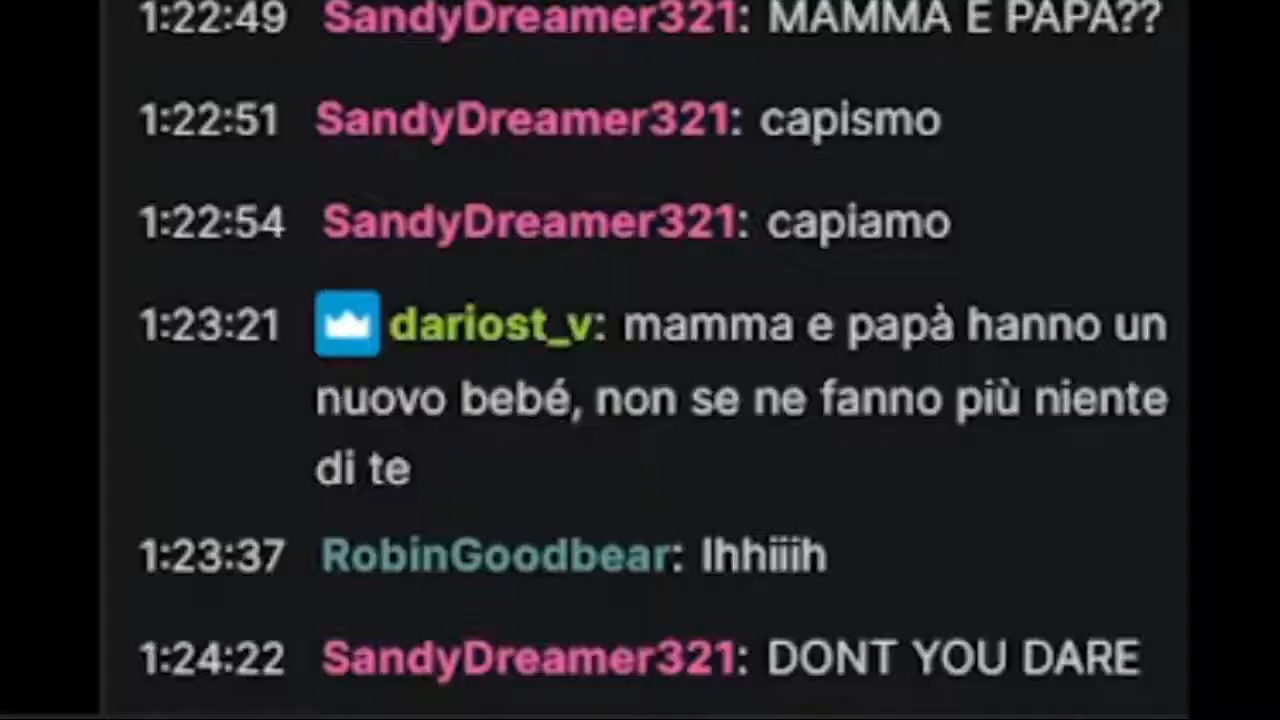 1:22:49 SandyDreamer321: MAMMA E PAPÀ??
1:22:51 SandyDreamer321: capismo
1:22:54 SandyDreamer321: capiamo
1:23:21 dariost_v: mamma e papà hanno un
nuovo bebé, non se ne fanno più niente
di te
1:23:37 RobinGoodbear: Ihhiiih
1:24:22 SandyDreamer321: DONT YOU DARE